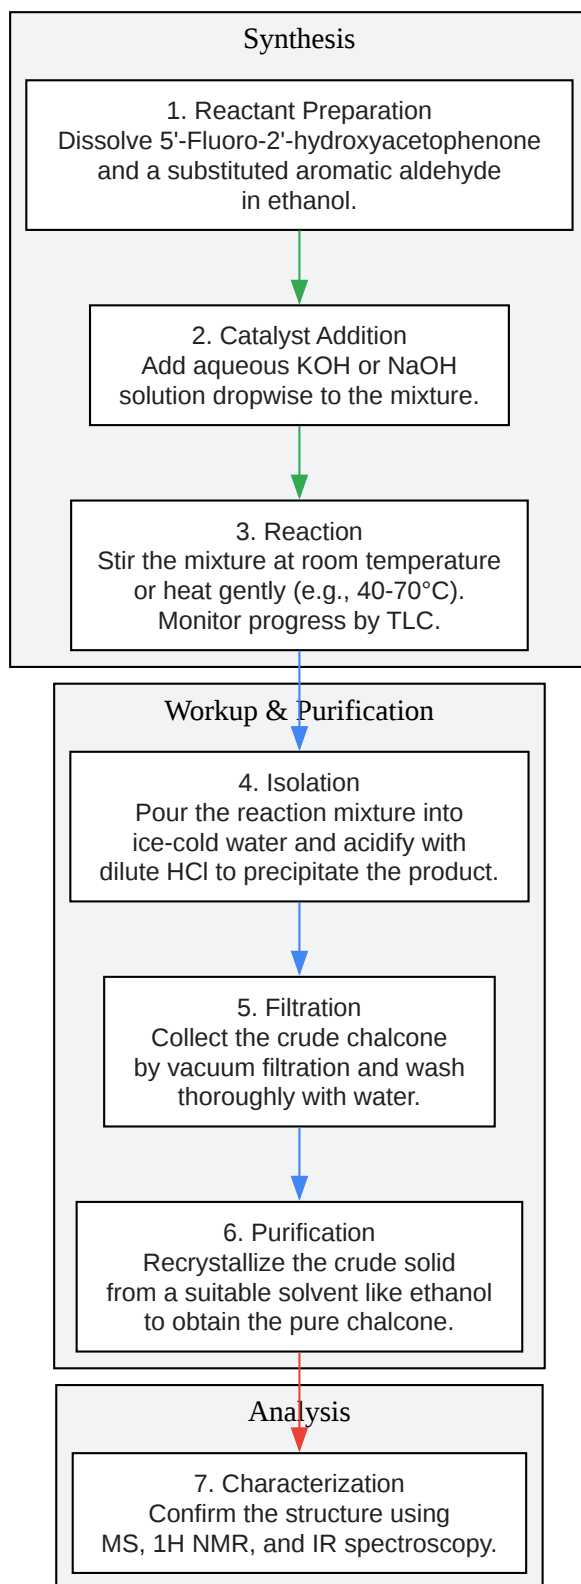 Synthesis
1. Reactant Preparation
Dissolve 5'-Fluoro-2'-hydroxyacetophenone
and a substituted aromatic aldehyde
in ethanol.
2. Catalyst Addition
Add aqueous KOH or NaOH
solution dropwise to the mixture.
3. Reaction
Stir the mixture at room temperature
or heat gently (e.g., 40-70°C).
Monitor progress by TLC.
Workup & Purification
4. Isolation
Pour the reaction mixture into
ice-cold water and acidify with
dilute HCl to precipitate the product.
5. Filtration
Collect the crude chalcone
by vacuum filtration and wash
thoroughly with water.
6. Purification
Recrystallize the crude solid
from a suitable solvent like ethanol
to obtain the pure chalcone.
Analysis
7. Characterization
Confirm the structure using
MS, 1H NMR, and IR spectroscopy.